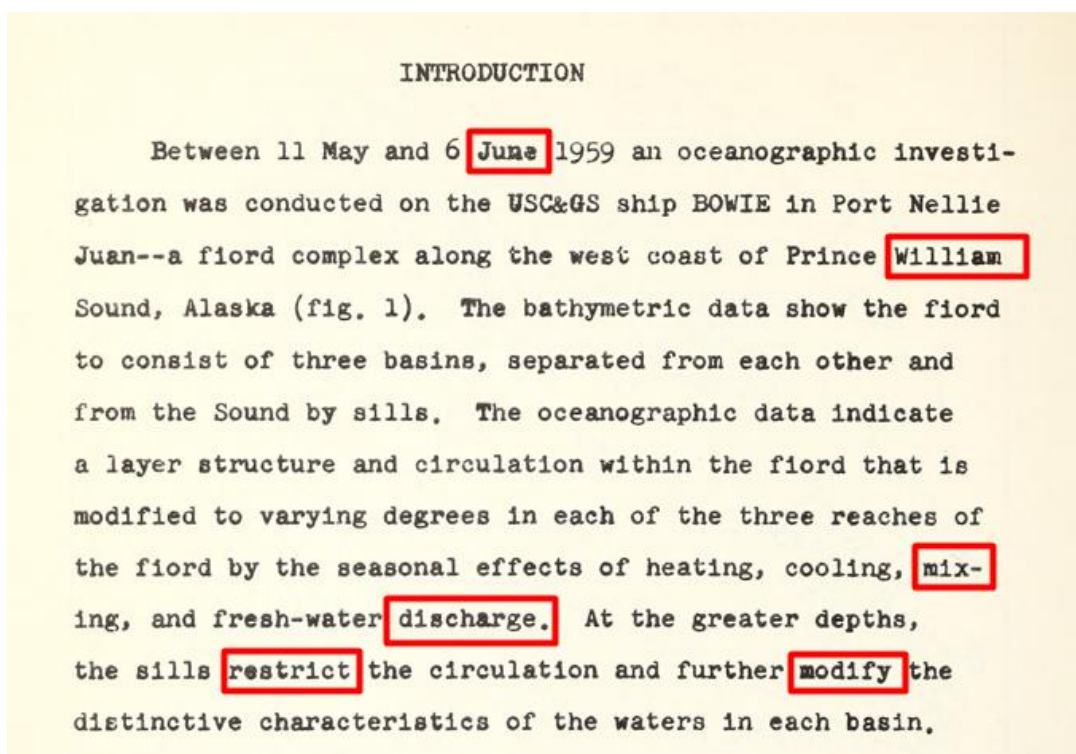 INTRODUCTION
Between 11 May and 6 June 1959 an oceanographic investi-
gation was conducted on the USC&GS ship BOWIE in Port Nellie
Juan--a fiord complex along the west coast of Prince William
Sound, Alaska (fig. 1). The bathymetric data show the fiord
to consist of three basins, separated from each other and
from the Sound by sills. The oceanographic data indicate
a layer structure and circulation within the fiord that is
modified to varying degrees in each of the three reaches of
the fiord by the seasonal effects of heating, cooling, mix-
ing, and fresh-water discharge. At the greater depths,
the sills restrict the circulation and further modify the
distinctive characteristics of the waters in each basin.